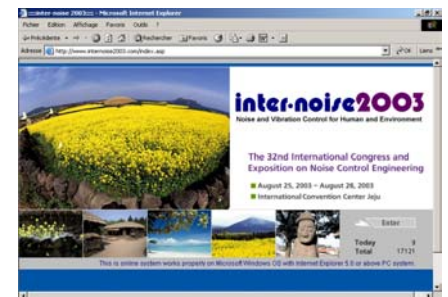 :::inter-noise 2003::: - Microsoft Internet Explorer
Fichier Edition Affichage Favoris Outils ?
Précédente Rechercher Favoris
Adresse http://www.internoise2003.com/index.asp OK Liens
inter·noise2003
Noise and Vibration Control for Human and Environment
The 32nd International Congress and
Exposition on Noise Control Engineering
August 25, 2003 – August 28, 2003
International Convention Center Jeju
Enter
Today 8
Total 17121
This is online system works properly on Microsoft Windows OS with Internet Explorer 5.0 or above PC system.